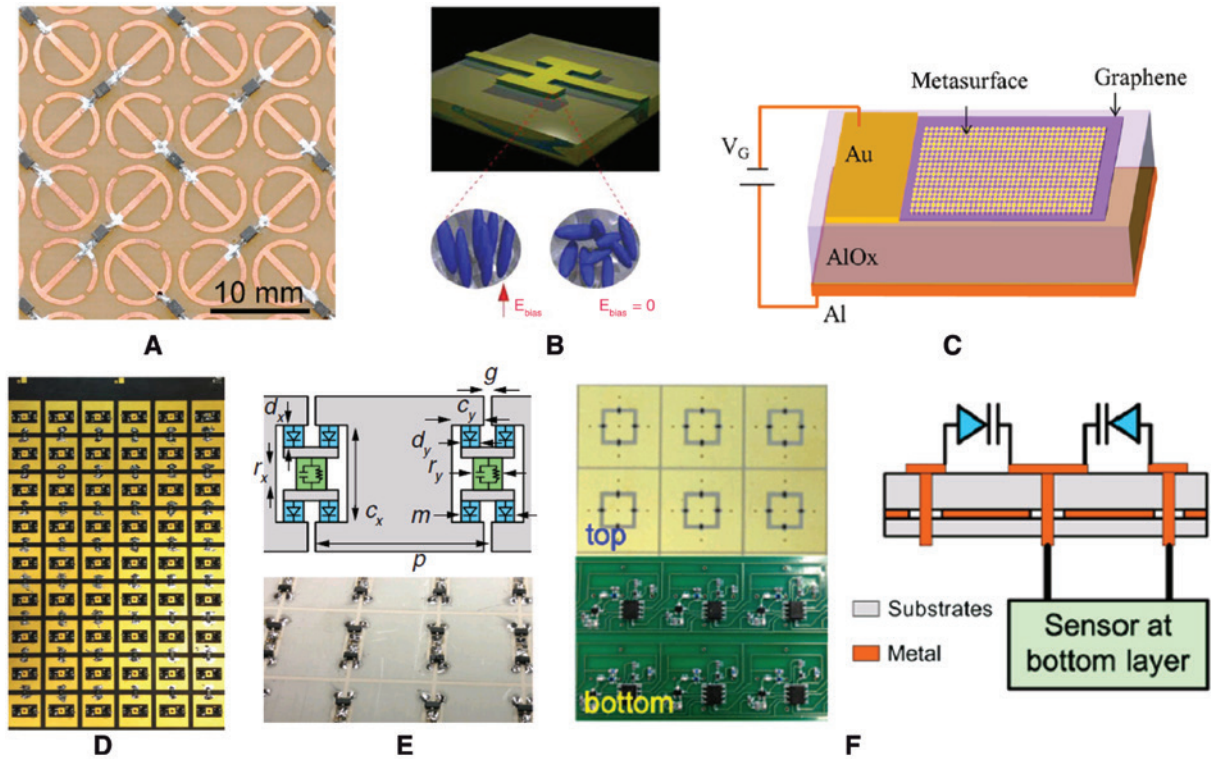 10 mm
A
E_bias
E_bias = 0
B
Metasurface
Graphene
V_G
Au
AlOx
Al
C
D
g
d_x
c_y
d_y
r_x
r_y
c_x
m
p
E
top
bottom
Substrates
Metal
Sensor at
bottom layer
F